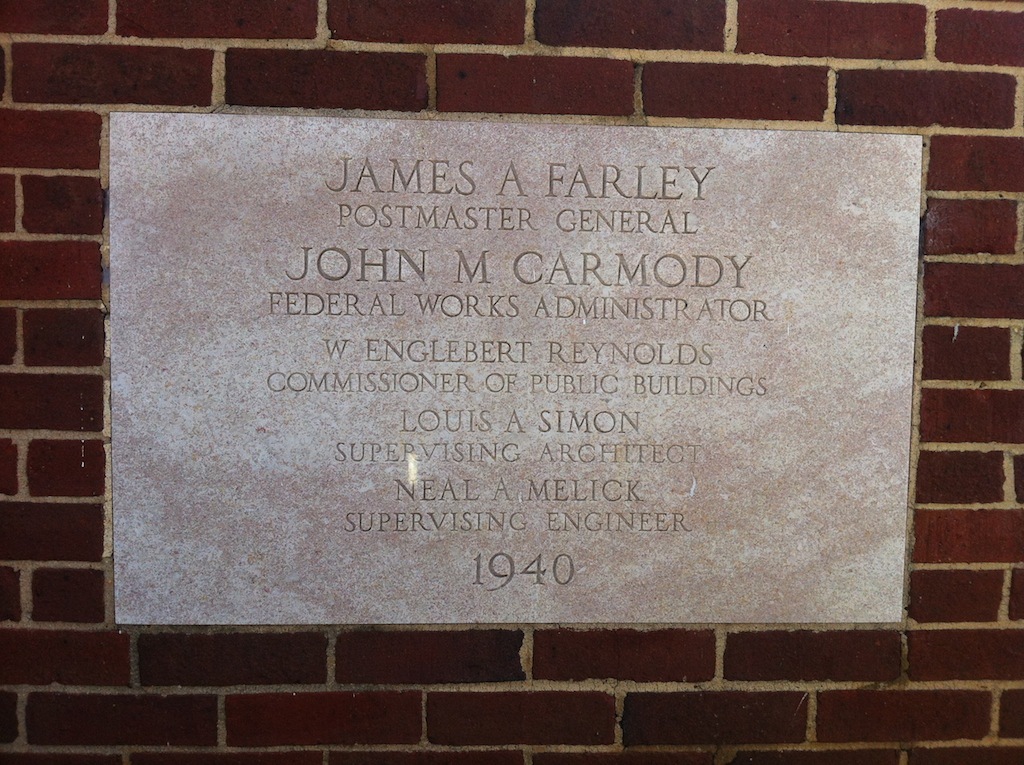 JAMES A FARLEY
POSTMASTER GENERAL
JOHN M CARMODY
FEDERAL WORKS ADMINISTRATOR
W ENGLEBERT REYNOLDS
COMMISSIONER OF PUBLIC BUILDINGS
LOUIS A SIMON
SUPERVISING ARCHITECT
NEAL A MELICK
SUPERVISING ENGINEER
1940